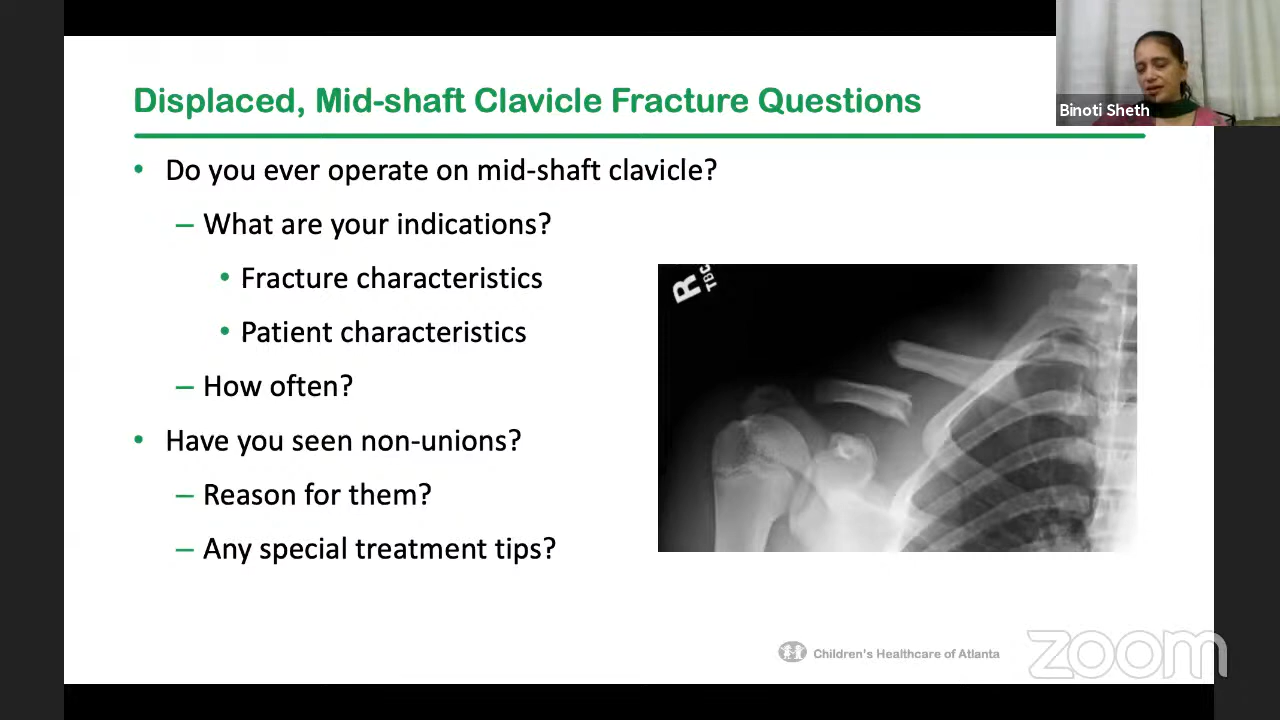 Displaced, Mid-shaft Clavicle Fracture Questions
Binoti Sheth
• Do you ever operate on mid-shaft clavicle?
– What are your indications?
• Fracture characteristics
• Patient characteristics
– How often?
• Have you seen non-unions?
– Reason for them?
– Any special treatment tips?
R
TBC
Children's Healthcare of Atlanta
zoom